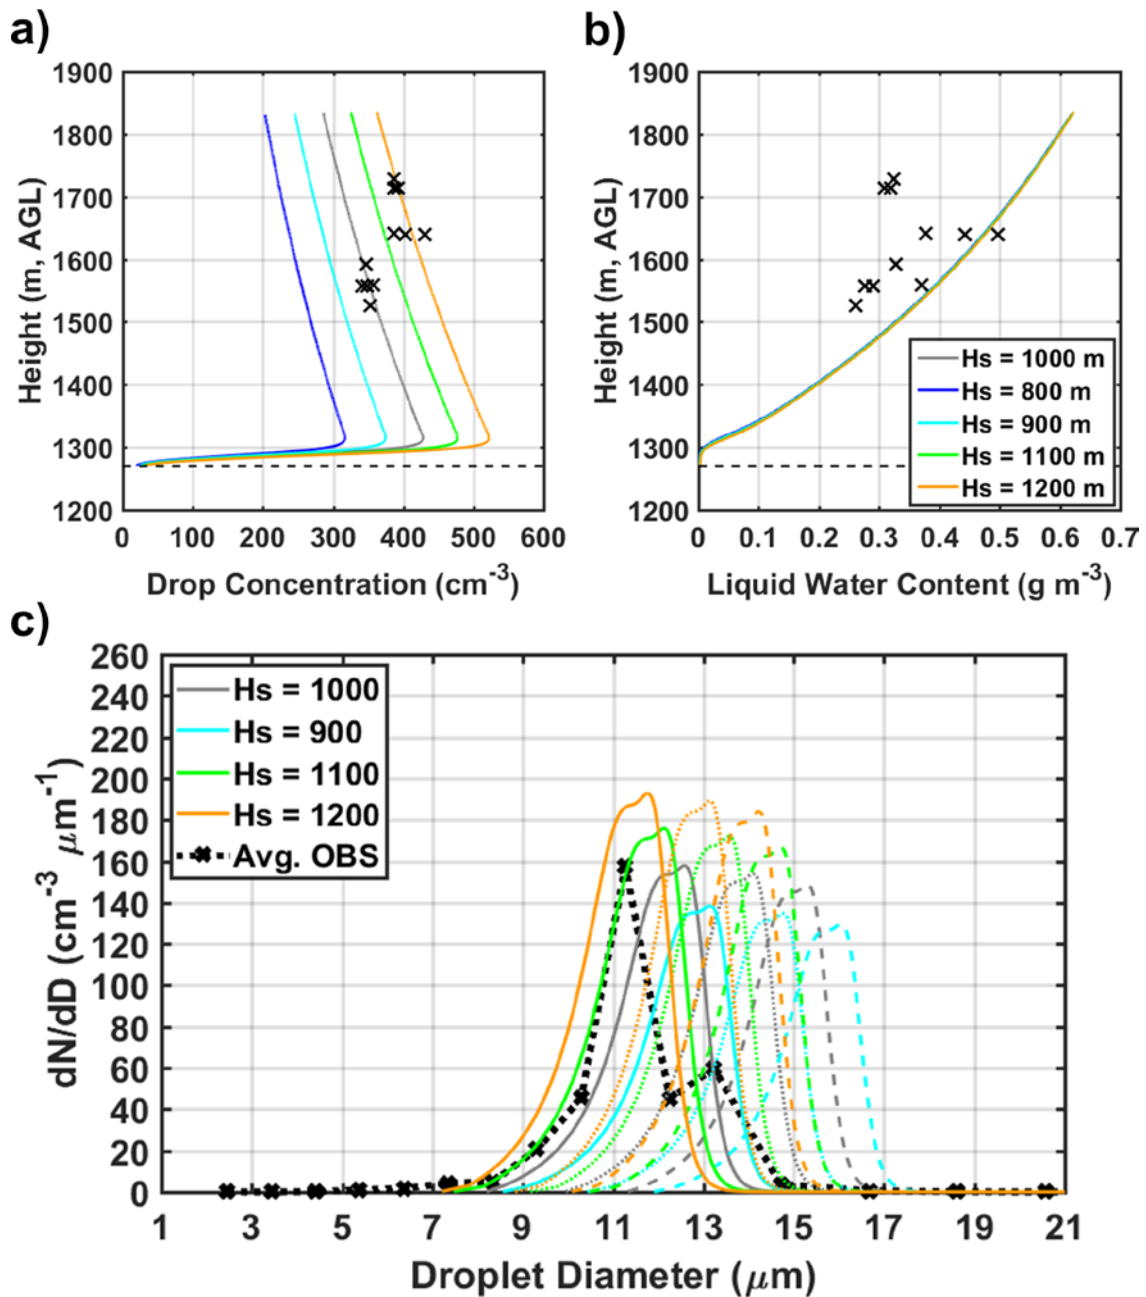 a)
1900
1800
1700
1600
1500
1400
1300
1200
Height (m, AGL)
0 100 200 300 400 500 600
Drop Concentration (cm-3)
b)
1900
1800
1700
1600
1500
1400
1300
1200
Height (m, AGL)
Hs = 1000 m
Hs = 800 m
Hs = 900 m
Hs = 1100 m
Hs = 1200 m
0 0.1 0.2 0.3 0.4 0.5 0.6 0.7
Liquid Water Content (g m-3)
c)
260
240
220
200
180
160
140
120
100
80
60
40
20
0
dN/dD (cm-3 μm-1)
Hs = 1000
Hs = 900
Hs = 1100
Hs = 1200
Avg. OBS
1 3 5 7 9 11 13 15 17 19 21
Droplet Diameter (μm)